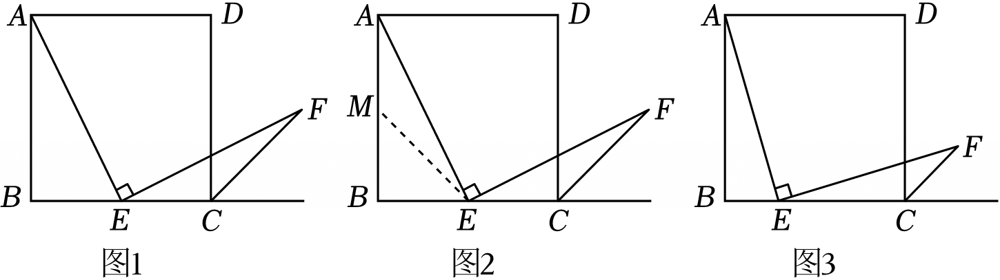 A D A D A D
M F F
F
B B B
E C E C E C
图1 图2 图3